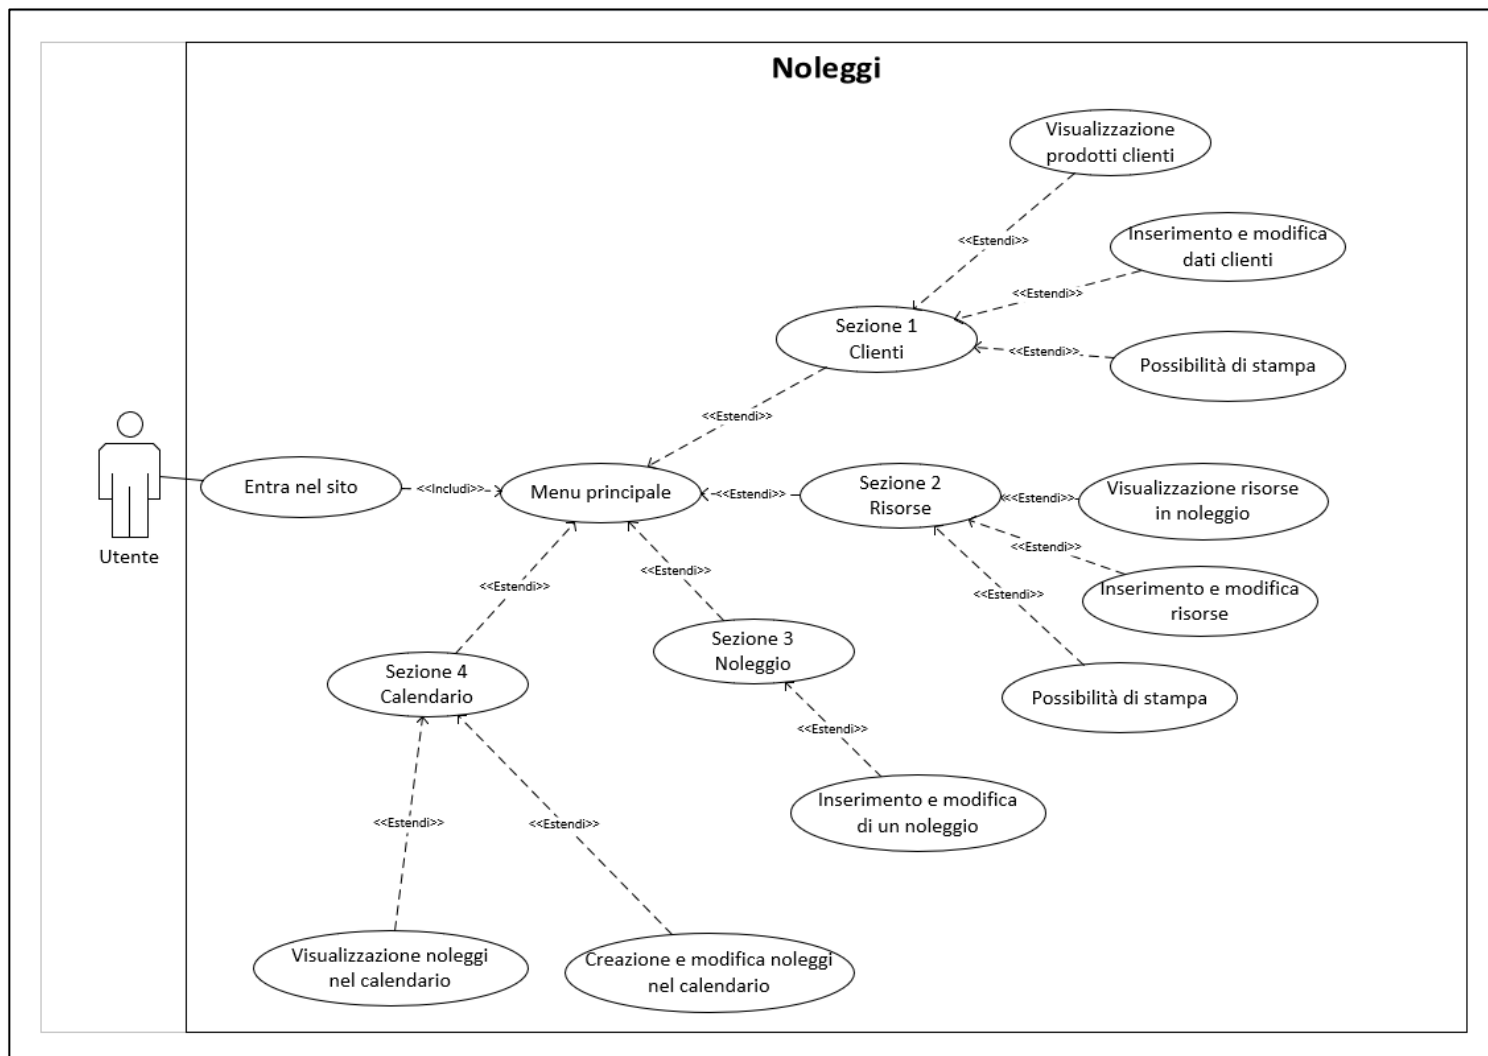 Noleggi
Visualizzazione
prodotti clienti
<<Estendi>>
Inserimento e modifica
dati clienti
<<Estendi>>
Sezione 1
Clienti
<<Estendi>>
Possibilità di stampa
<<Estendi>>
Utente
Entra nel sito
<<Includi>>
Menu principale
<<Estendi>>
Sezione 2
Risorse
<<Estendi>>
Visualizzazione risorse
in noleggio
<<Estendi>>
Inserimento e modifica
risorse
<<Estendi>>
Possibilità di stampa
<<Estendi>>
<<Estendi>>
Sezione 3
Noleggio
Sezione 4
Calendario
<<Estendi>>
Inserimento e modifica
di un noleggio
<<Estendi>>
<<Estendi>>
Visualizzazione noleggi
nel calendario
Creazione e modifica noleggi
nel calendario